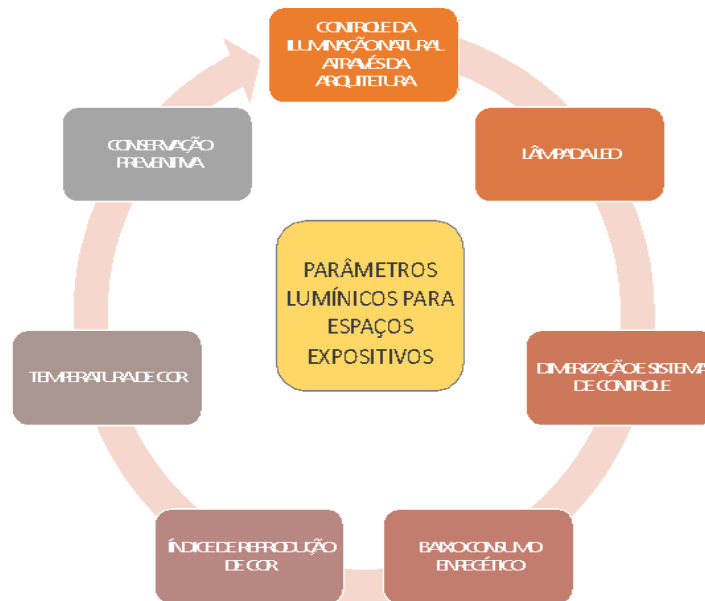 CONTROLE DA
ILUMINAÇÃO NATURAL
ATRAVÉS DA
ARQUITETURA
LÂMPADA LED
DIMERIZAÇÃO E SISTEMA
DE CONTROLE
BAIXO CONSUMO
ENREGÉTICO
ÍNDICE DE REPRODUÇÃO
DE COR
TEMPERATURA DE COR
CONSERVAÇÃO
PREVENTIVA
PARÂMETROS
LUMÍNICOS PARA
ESPAÇOS
EXPOSITIVOS